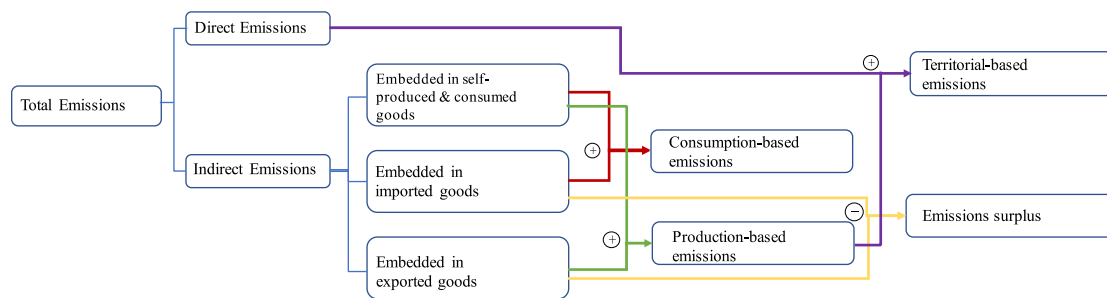 Total Emissions
Direct Emissions
Indirect Emissions
Embedded in self-
produced & consumed
goods
Embedded in
imported goods
Embedded in
exported goods
+
Consumption-based
emissions
+
Production-based
emissions
+
Territorial-based
emissions
−
Emissions surplus